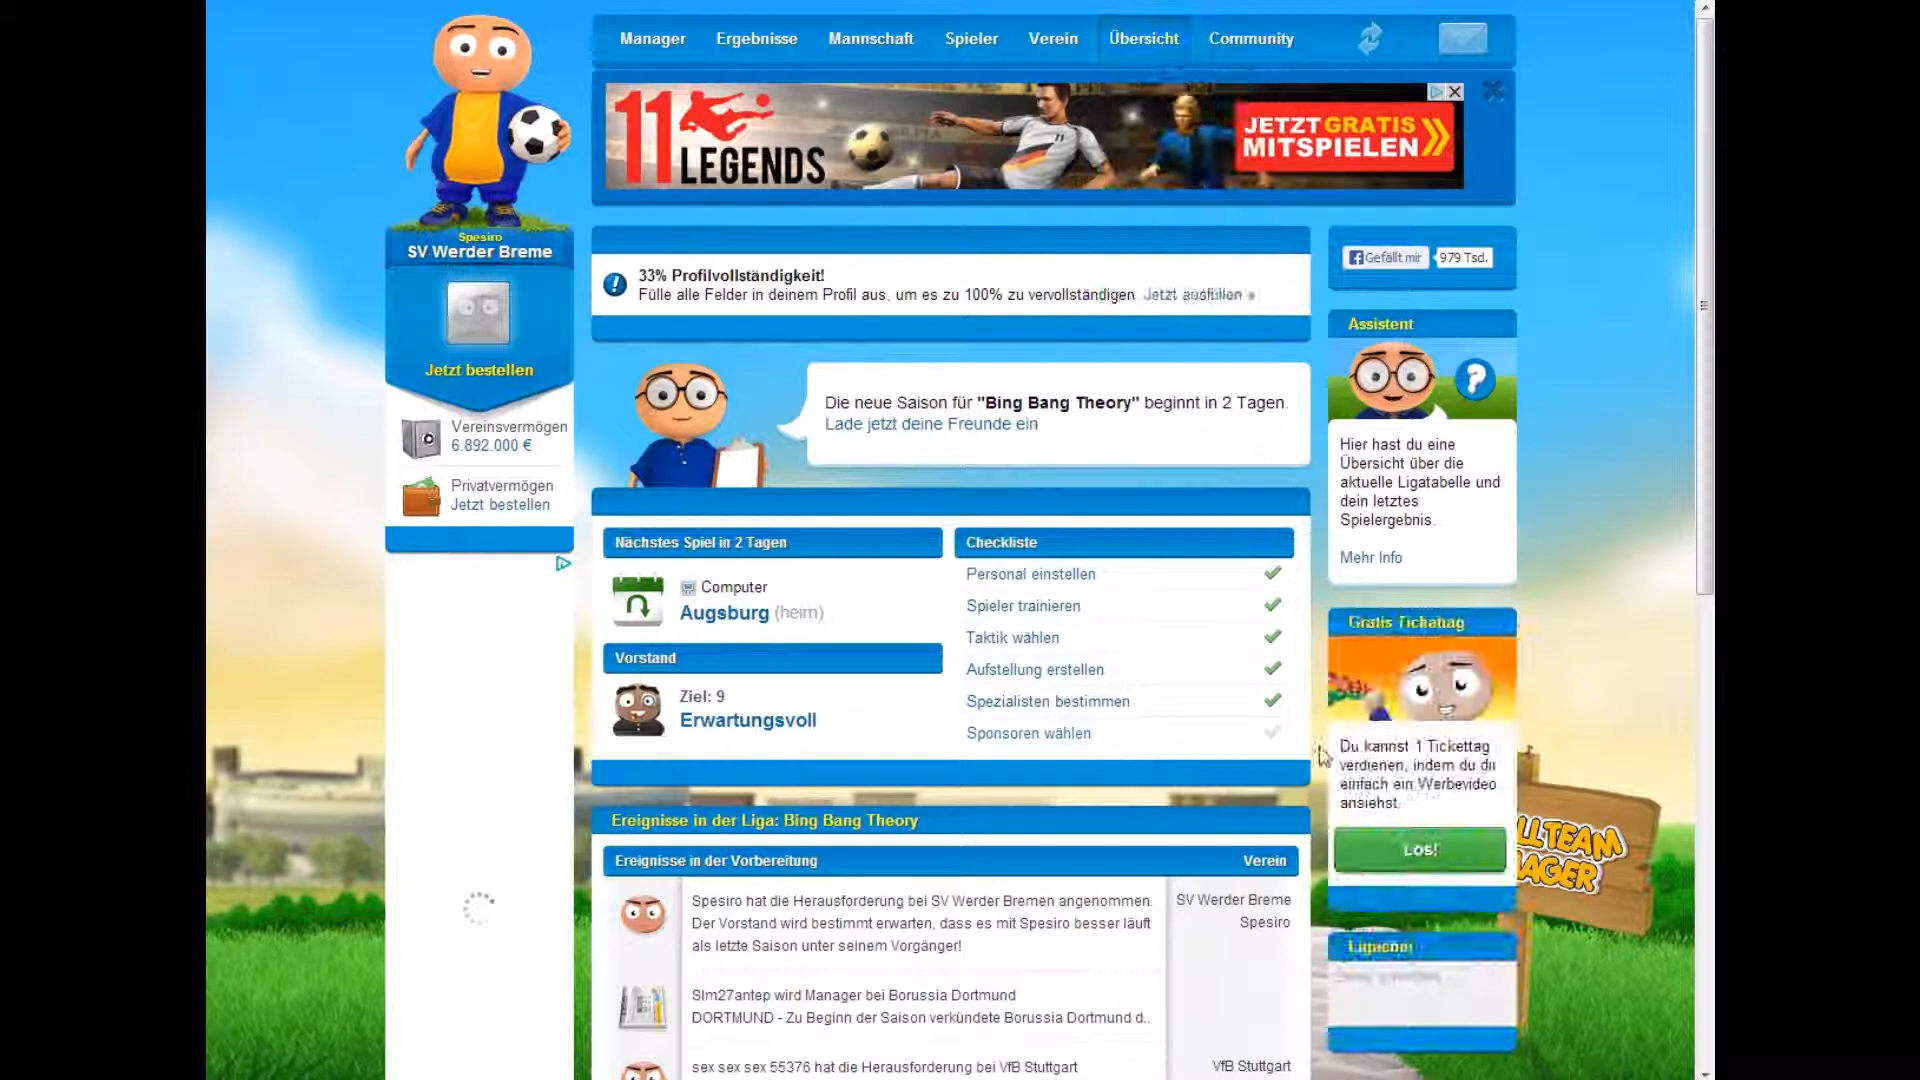 Manager Ergebnisse Mannschaft Spieler Verein Übersicht Community
11 LEGENDS
JETZT GRATIS
MITSPIELEN
Spesiro
SV Werder Breme
Jetzt bestellen
Vereinsvermögen
6.892.000 €
Privatvermögen
Jetzt bestellen
33% Profilvollständigkeit!
Fülle alle Felder in deinem Profil aus, um es zu 100% zu vervollständigen Jetzt ausfüllen
Die neue Saison für "Bing Bang Theory" beginnt in 2 Tagen.
Lade jetzt deine Freunde ein
Nächstes Spiel in 2 Tagen
Computer
Augsburg (heim)
Vorstand
Ziel: 9
Erwartungsvoll
Checkliste
Personal einstellen
Spieler trainieren
Taktik wählen
Aufstellung erstellen
Spezialisten bestimmen
Sponsoren wählen
Ereignisse in der Liga: Bing Bang Theory
Ereignisse in der Vorbereitung Verein
Spesiro hat die Herausforderung bei SV Werder Bremen angenommen.
Der Vorstand wird bestimmt erwarten, dass es mit Spesiro besser läuft
als letzte Saison unter seinem Vorgänger!
SV Werder Breme
Spesiro
Slm27antep wird Manager bei Borussia Dortmund
DORTMUND - Zu Beginn der Saison verkündete Borussia Dortmund d..
sex sex sex 55376 hat die Herausforderung bei VfB Stuttgart
VfB Stuttgart
Gefällt mir 979 Tsd.
Assistent
Hier hast du eine
Übersicht über die
aktuelle Ligatabelle und
dein letztes
Spielergebnis.
Mehr Info
Gratis Tickettag
Du kannst 1 Tickettag
verdienen, indem du dir
einfach ein Werbevideo
ansiehst.
LOS!